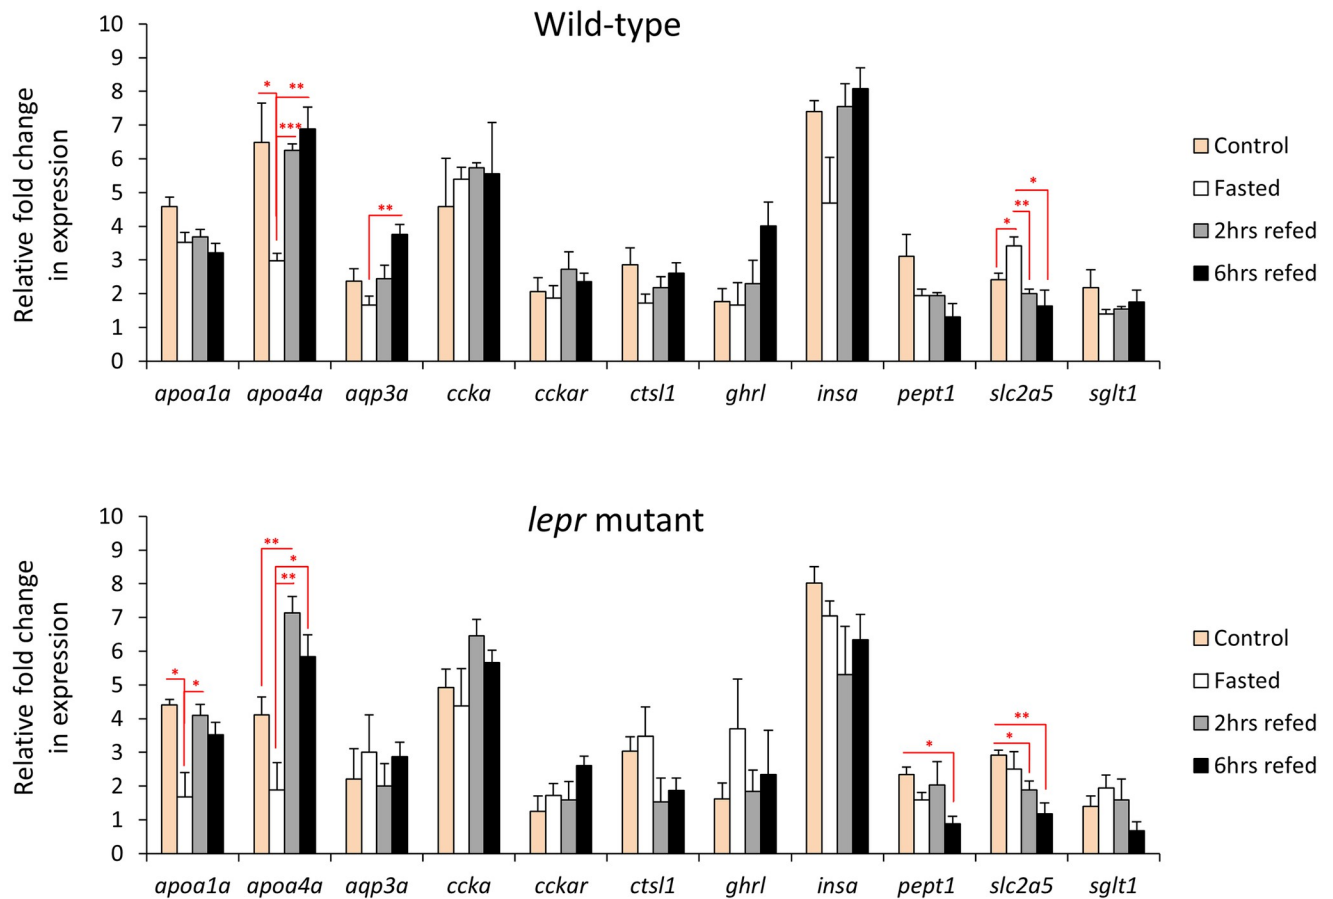 Wild-type
10
9
8
7
6
5
4
3
2
1
0
Relative fold change
in expression
* ** *** ** * ** *
apoa1a apoa4a aqp3a ccka cckar ctsl1 ghrl insa pept1 slc2a5 sglt1
Control
Fasted
2hrs refed
6hrs refed
lepr mutant
10
9
8
7
6
5
4
3
2
1
0
Relative fold change
in expression
* * ** * ** * ** *
apoa1a apoa4a aqp3a ccka cckar ctsl1 ghrl insa pept1 slc2a5 sglt1
Control
Fasted
2hrs refed
6hrs refed